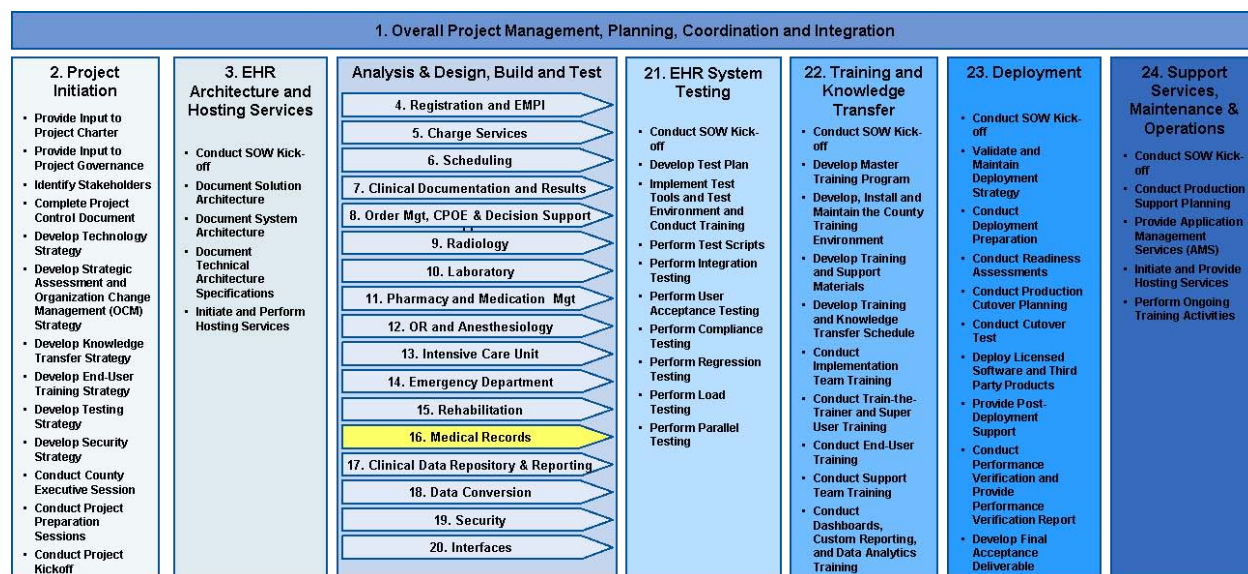 1. Overall Project Management, Planning, Coordination and Integration
2. Project
Initiation
• Provide Input to
Project Charter
• Provide Input to
Project Governance
• Identify Stakeholders
• Complete Project
Control Document
• Develop Technology
Strategy
• Develop Strategic
Assessment and
Organization Change
Management (OCM)
Strategy
• Develop Knowledge
Transfer Strategy
• Develop End-User
Training Strategy
• Develop Testing
Strategy
• Develop Security
Strategy
• Conduct County
Executive Session
• Conduct Project
Preparation
Sessions
• Conduct Project
Kickoff
3. EHR
Architecture and
Hosting Services
• Conduct SOW Kick-
off
• Document Solution
Architecture
• Document System
Architecture
• Document
Technical
Architecture
Specifications
• Initiate and Perform
Hosting Services
Analysis & Design, Build and Test
4. Registration and EMPI
5. Charge Services
6. Scheduling
7. Clinical Documentation and Results
8. Order Mgt, CPOE & Decision Support
9. Radiology
10. Laboratory
11. Pharmacy and Medication Mgt
12. OR and Anesthesiology
13. Intensive Care Unit
14. Emergency Department
15. Rehabilitation
16. Medical Records
17. Clinical Data Repository & Reporting
18. Data Conversion
19. Security
20. Interfaces
21. EHR System
Testing
• Conduct SOW Kick-
off
• Develop Test Plan
• Implement Test
Tools and Test
Environment and
Conduct Training
• Perform Test Scripts
• Perform Integration
Testing
• Perform User
Acceptance Testing
• Perform Compliance
Testing
• Perform Regression
Testing
• Perform Load
Testing
• Perform Parallel
Testing
22. Training and
Knowledge
Transfer
• Conduct SOW Kick-
off
• Develop Master
Training Program
• Develop, Install and
Maintain the County
Training
Environment
• Develop Training
and Support
Materials
• Develop Training
and Knowledge
Transfer Schedule
• Conduct
Implementation
Team Training
• Conduct Train-the-
Trainer and Super
User Training
• Conduct End-User
Training
• Conduct Support
Team Training
• Conduct
Dashboards,
Custom Reporting,
and Data Analytics
Training
23. Deployment
• Conduct SOW Kick-
off
• Validate and
Maintain
Deployment
Strategy
• Conduct
Deployment
Preparation
• Conduct Readiness
Assessments
• Conduct Production
Cutover Planning
• Conduct Cutover
Test
• Deploy Licensed
Software and Third
Party Products
• Provide Post-
Deployment
Support
• Conduct
Performance
Verification and
Provide
Performance
Verification Report
• Develop Final
Acceptance
Deliverable
24. Support
Services,
Maintenance &
Operations
• Conduct SOW Kick-
off
• Conduct Production
Support Planning
• Provide Application
Management
Services (AMS)
• Initiate and Provide
Hosting Services
• Perform Ongoing
Training Activities